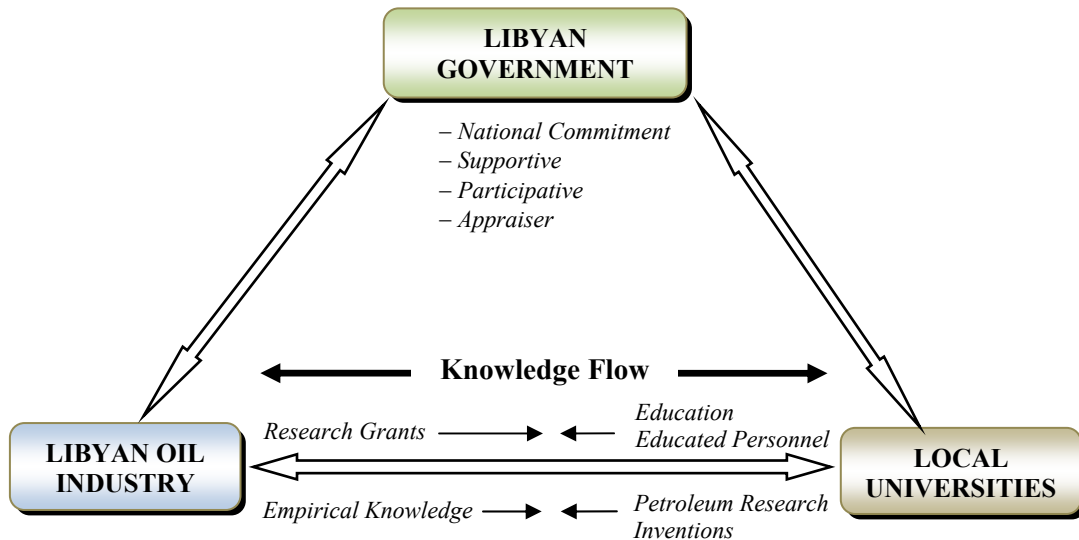 LIBYAN
GOVERNMENT
– National Commitment
– Supportive
– Participative
– Appraiser
Knowledge Flow
Research Grants
Education
Educated Personnel
LIBYAN OIL
INDUSTRY
LOCAL
UNIVERSITIES
Empirical Knowledge
Petroleum Research
Inventions